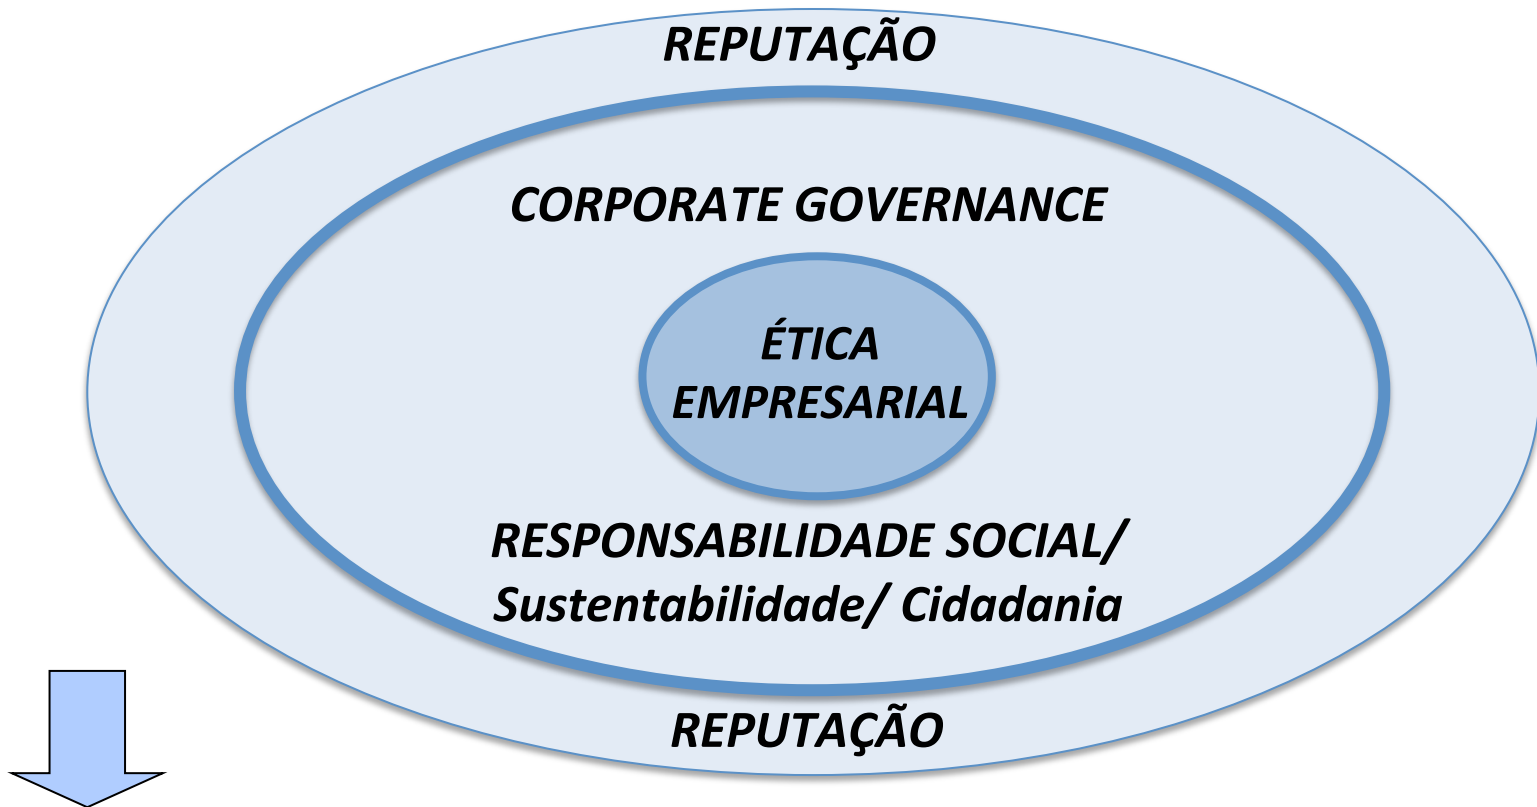 REPUTAÇÃO
CORPORATE GOVERNANCE
ÉTICA
EMPRESARIAL
RESPONSABILIDADE SOCIAL/
Sustentabilidade/ Cidadania
REPUTAÇÃO